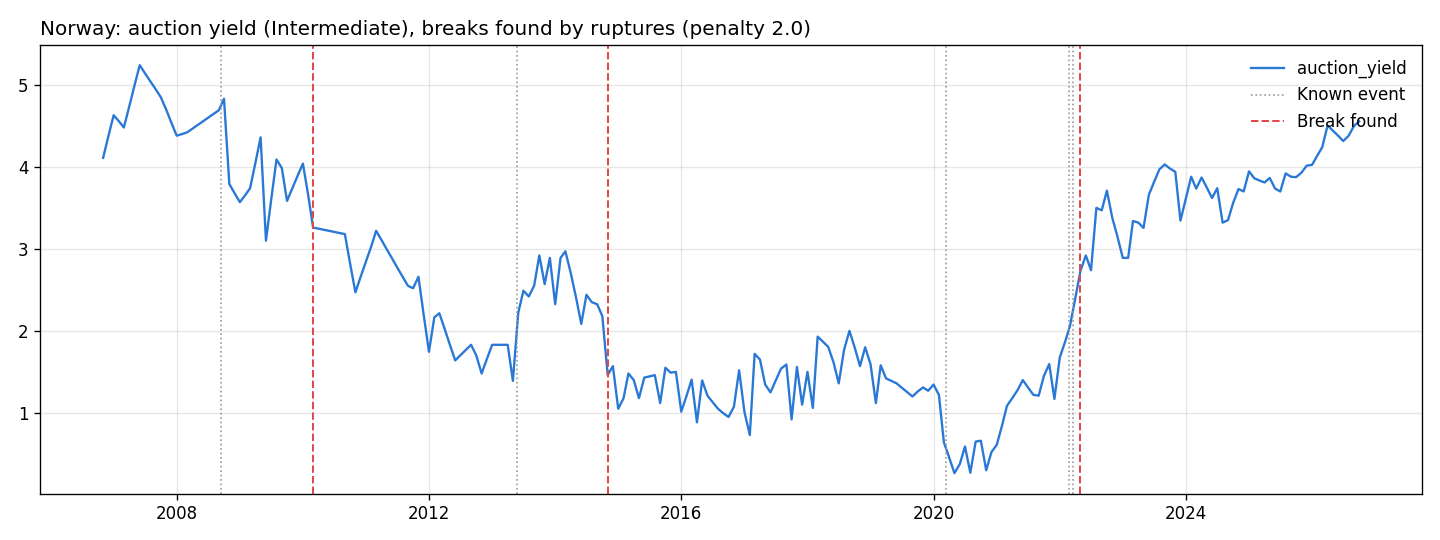 Norway: auction yield (Intermediate), breaks found by ruptures (penalty 2.0)
auction_yield
Known event
Break found
5
4
3
2
1
2008 2012 2016 2020 2024